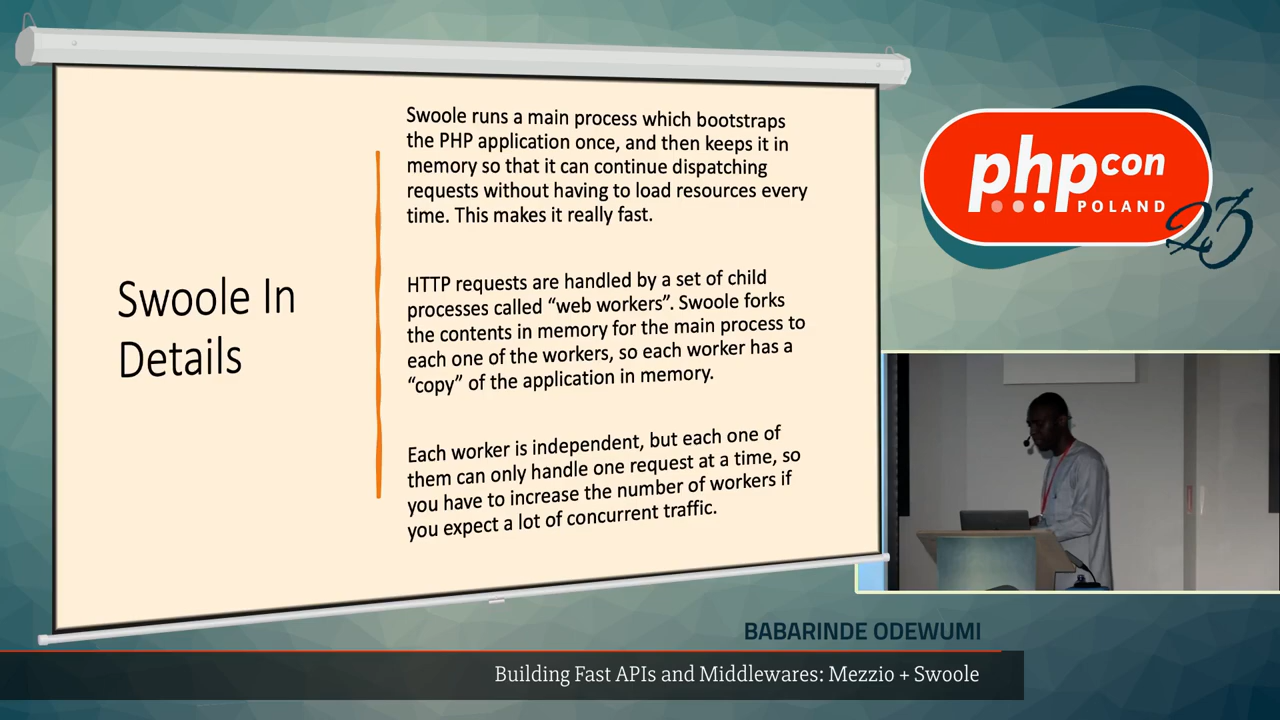 Swoole In
Details
Swoole runs a main process which bootstraps
the PHP application once, and then keeps it in
memory so that it can continue dispatching
requests without having to load resources every
time. This makes it really fast.
HTTP requests are handled by a set of child
processes called “web workers”. Swoole forks
the contents in memory for the main process to
each one of the workers, so each worker has a
“copy” of the application in memory.
Each worker is independent, but each one of
them can only handle one request at a time, so
you have to increase the number of workers if
you expect a lot of concurrent traffic.
phpcon
POLAND
23
BABARINDE ODEWUMI
Building Fast APIs and Middlewares: Mezzio + Swoole